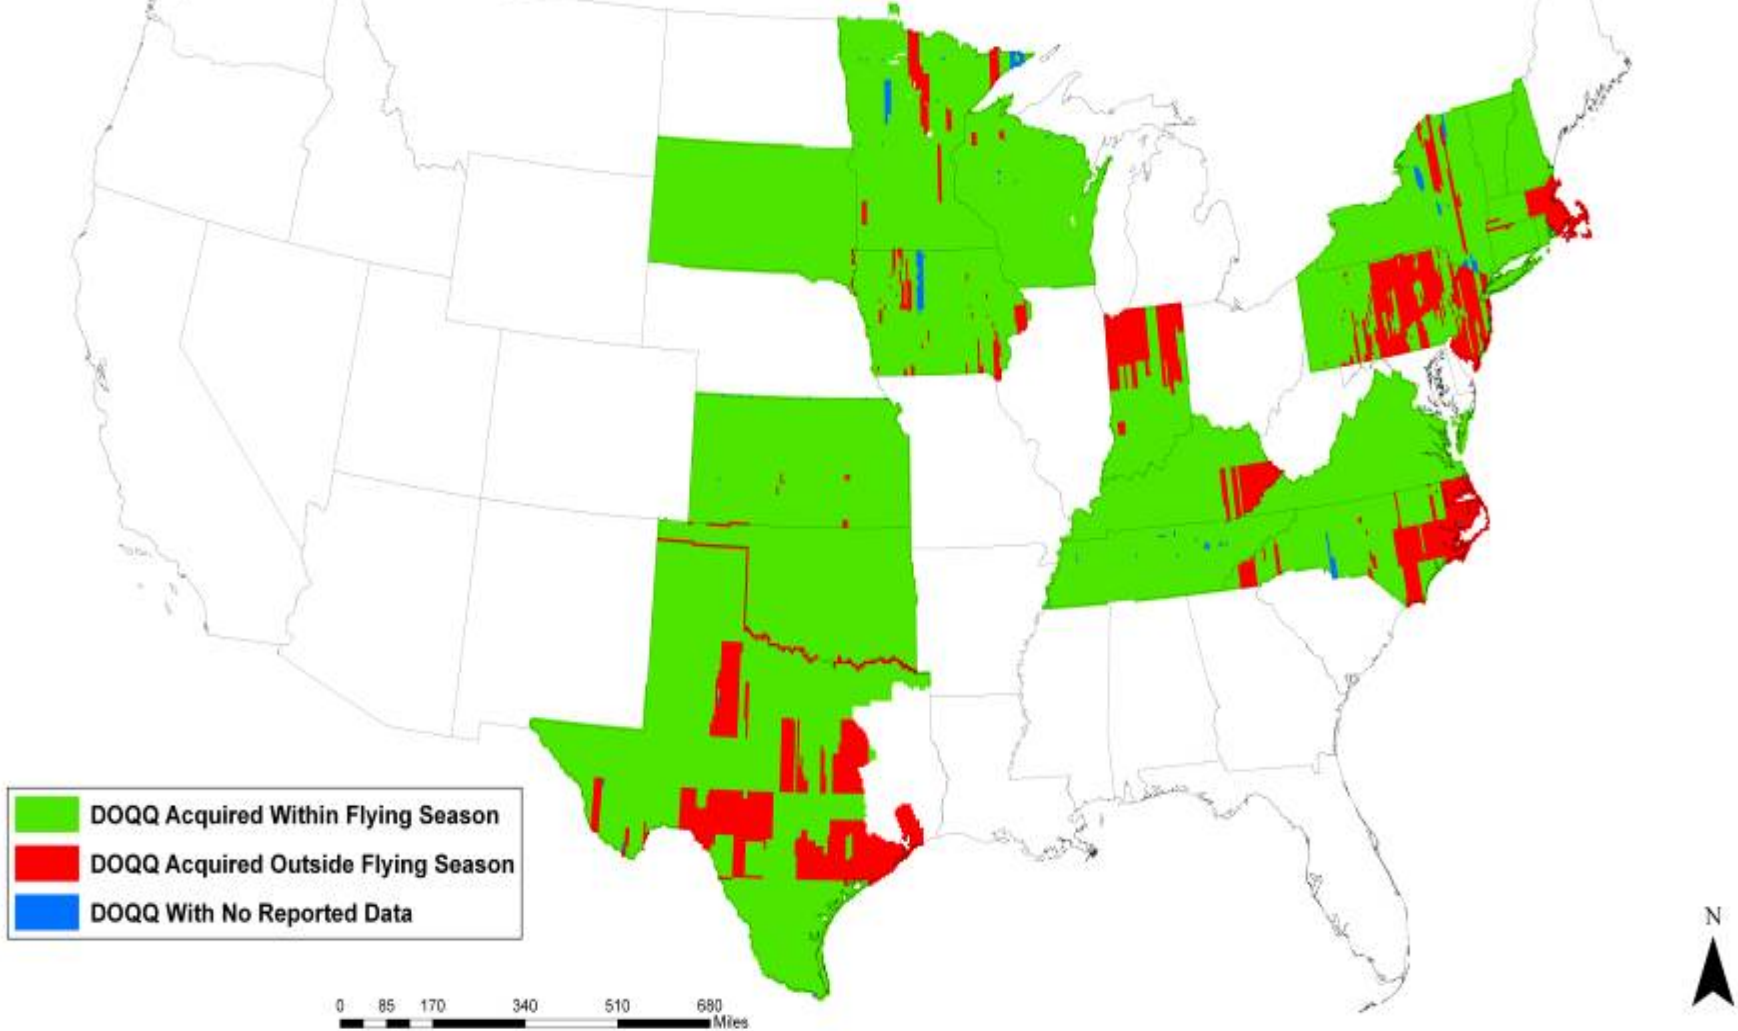 DOQQ Acquired Within Flying Season
DOQQ Acquired Outside Flying Season
DOQQ With No Reported Data
N
0 85 170 340 510 680
Miles